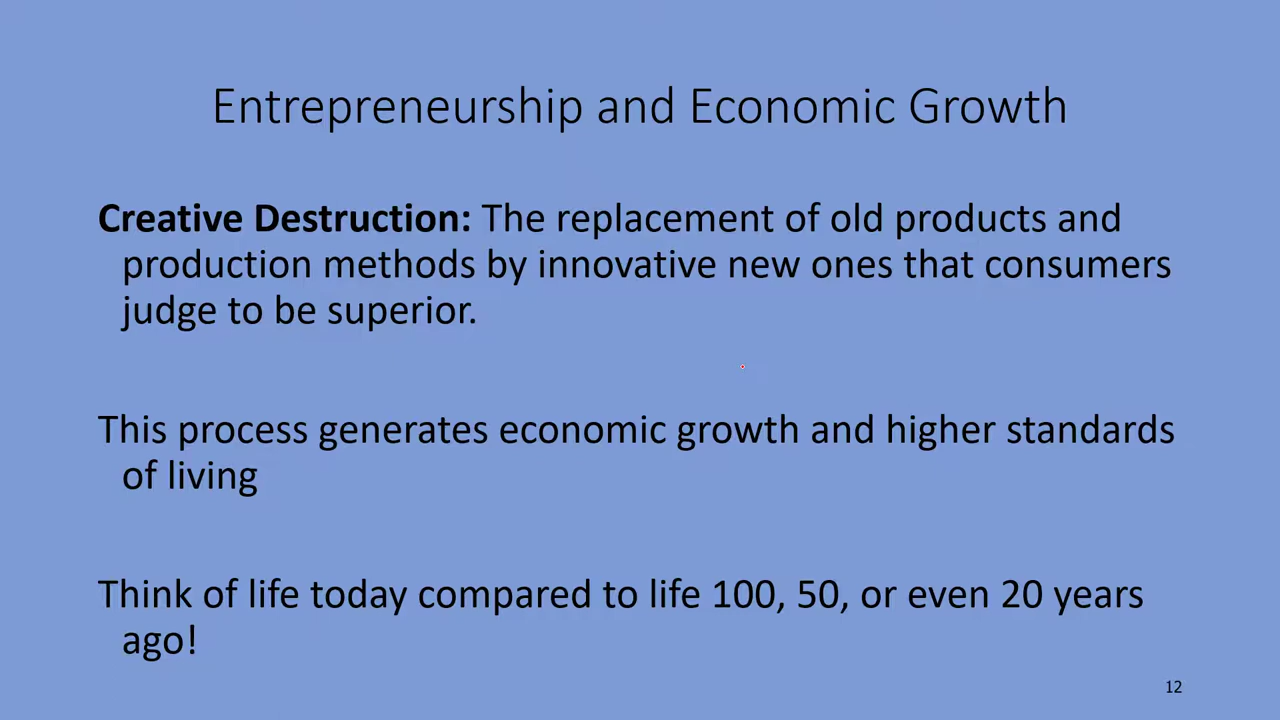 Entrepreneurship and Economic Growth
Creative Destruction: The replacement of old products and
production methods by innovative new ones that consumers
judge to be superior.
This process generates economic growth and higher standards
of living
Think of life today compared to life 100, 50, or even 20 years
ago!
12